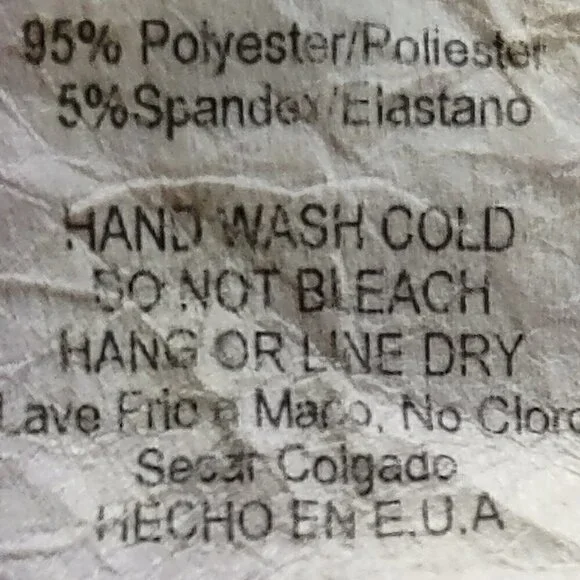 95% Polyester/Poliester
5%Spandex/Elastano
HAND WASH COLD
DO NOT BLEACH
HANG OR LINE DRY
Lave Frio a Mano, No Cloro
Secar Colgado
HECHO EN E.U.A